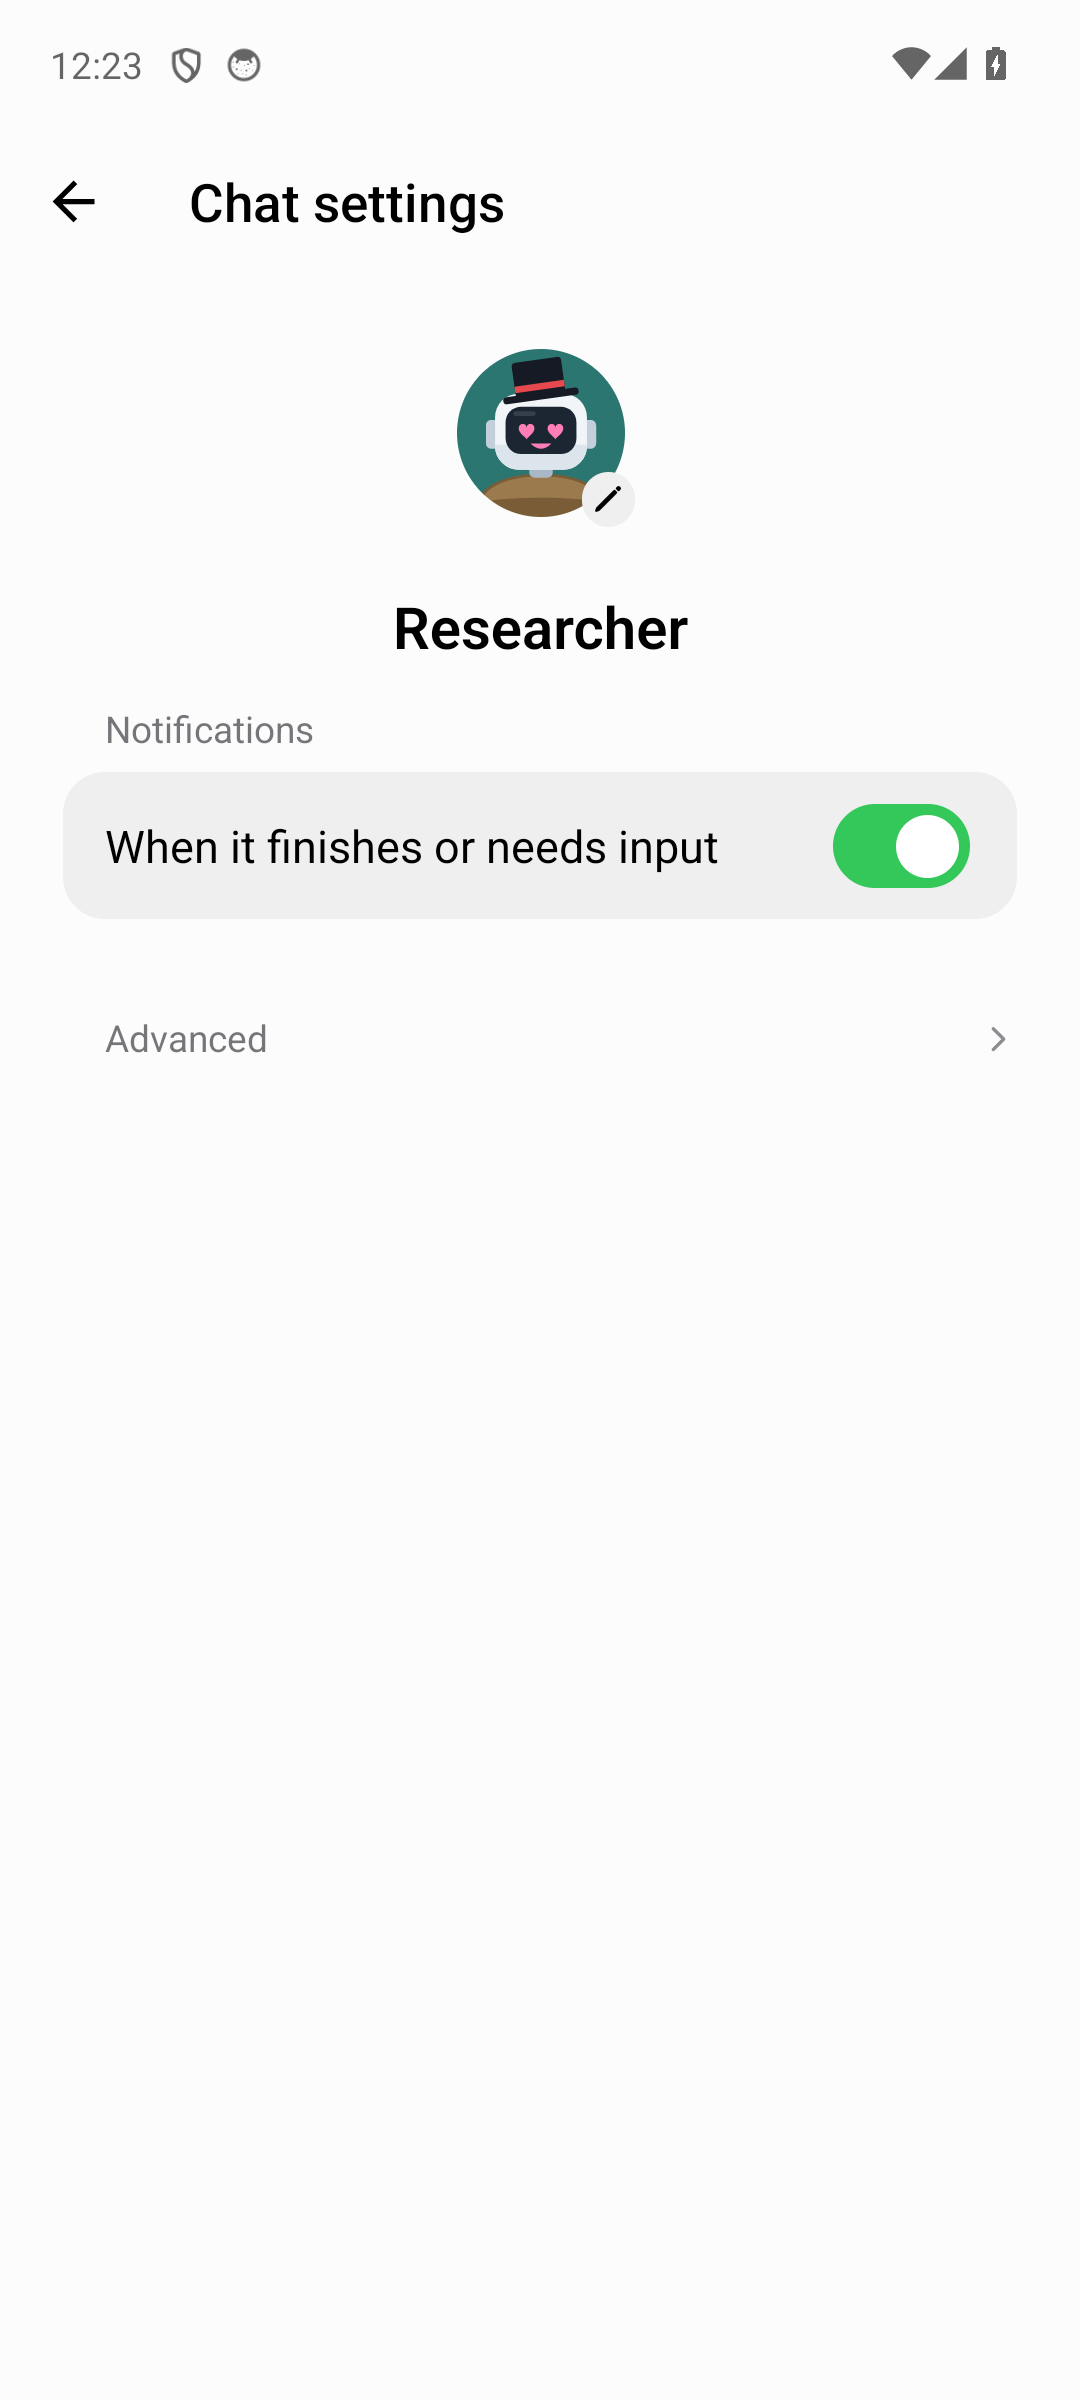 12:23
Chat settings
Researcher
Notifications
When it finishes or needs input
Advanced